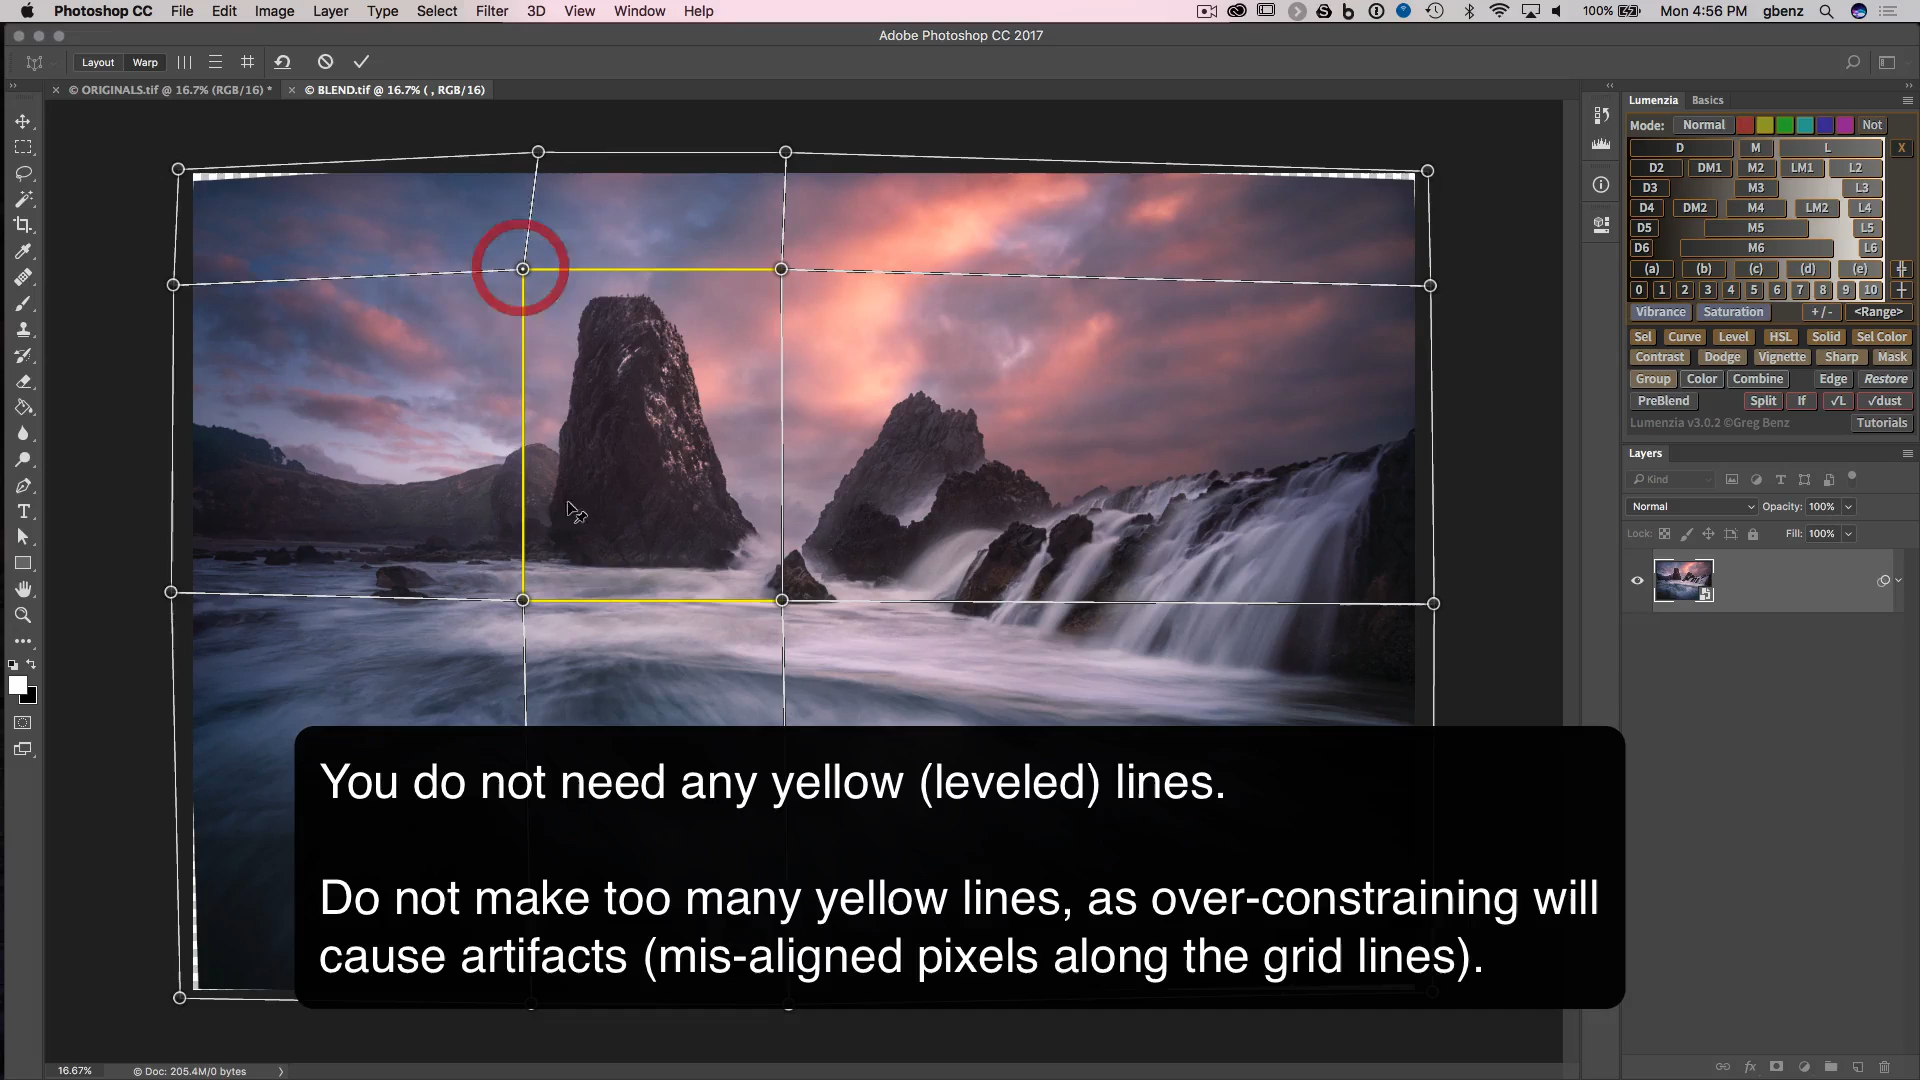 Photoshop CC File Edit Image Layer Type Select Filter 3D View Window Help 100% Mon 4:56 PM gbenz
Adobe Photoshop CC 2017
Layout Warp
× © ORIGINALS.tif @ 16.7% (RGB/16) * × © BLEND.tif @ 16.7% ( , RGB/16)
Lumenzia Basics
Mode: Normal Not
D M L X
D2 DM1 M2 LM1 L2
D3 M3 L3
D4 DM2 M4 LM2 L4
D5 M5 L5
D6 M6 L6
(a) (b) (c) (d) (e)
0 1 2 3 4 5 6 7 8 9 10
Vibrance Saturation + / - <Range>
Sel Curve Level HSL Solid Sel Color
Contrast Dodge Vignette Sharp Mask
Group Color Combine Edge Restore
PreBlend Split If √L √dust
Lumenzia v3.0.2 ©Greg Benz Tutorials
Layers
Kind
Normal Opacity: 100%
Lock: Fill: 100%
You do not need any yellow (leveled) lines.
Do not make too many yellow lines, as over-constraining will
cause artifacts (mis-aligned pixels along the grid lines).
16.67% © Doc: 205.4M/0 bytes
fx